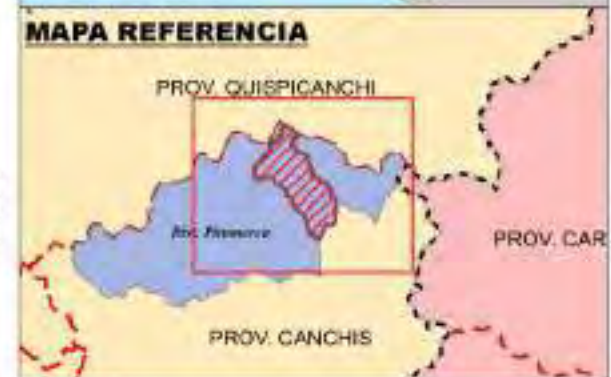 MAPA REFERENCIA
PROV. QUISPICANCHI
PROV. CAR
PROV. CANCHIS